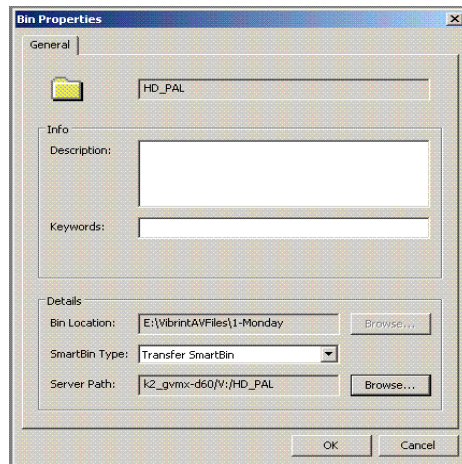 Bin Properties
General
HD_PAL
Info
Description:
Keywords:
Details
Bin Location: E:\VibrintAVFiles\1-Monday Browse...
SmartBin Type: Transfer SmartBin
Server Path: k2_gvmx-d60/V:/HD_PAL Browse...
OK Cancel